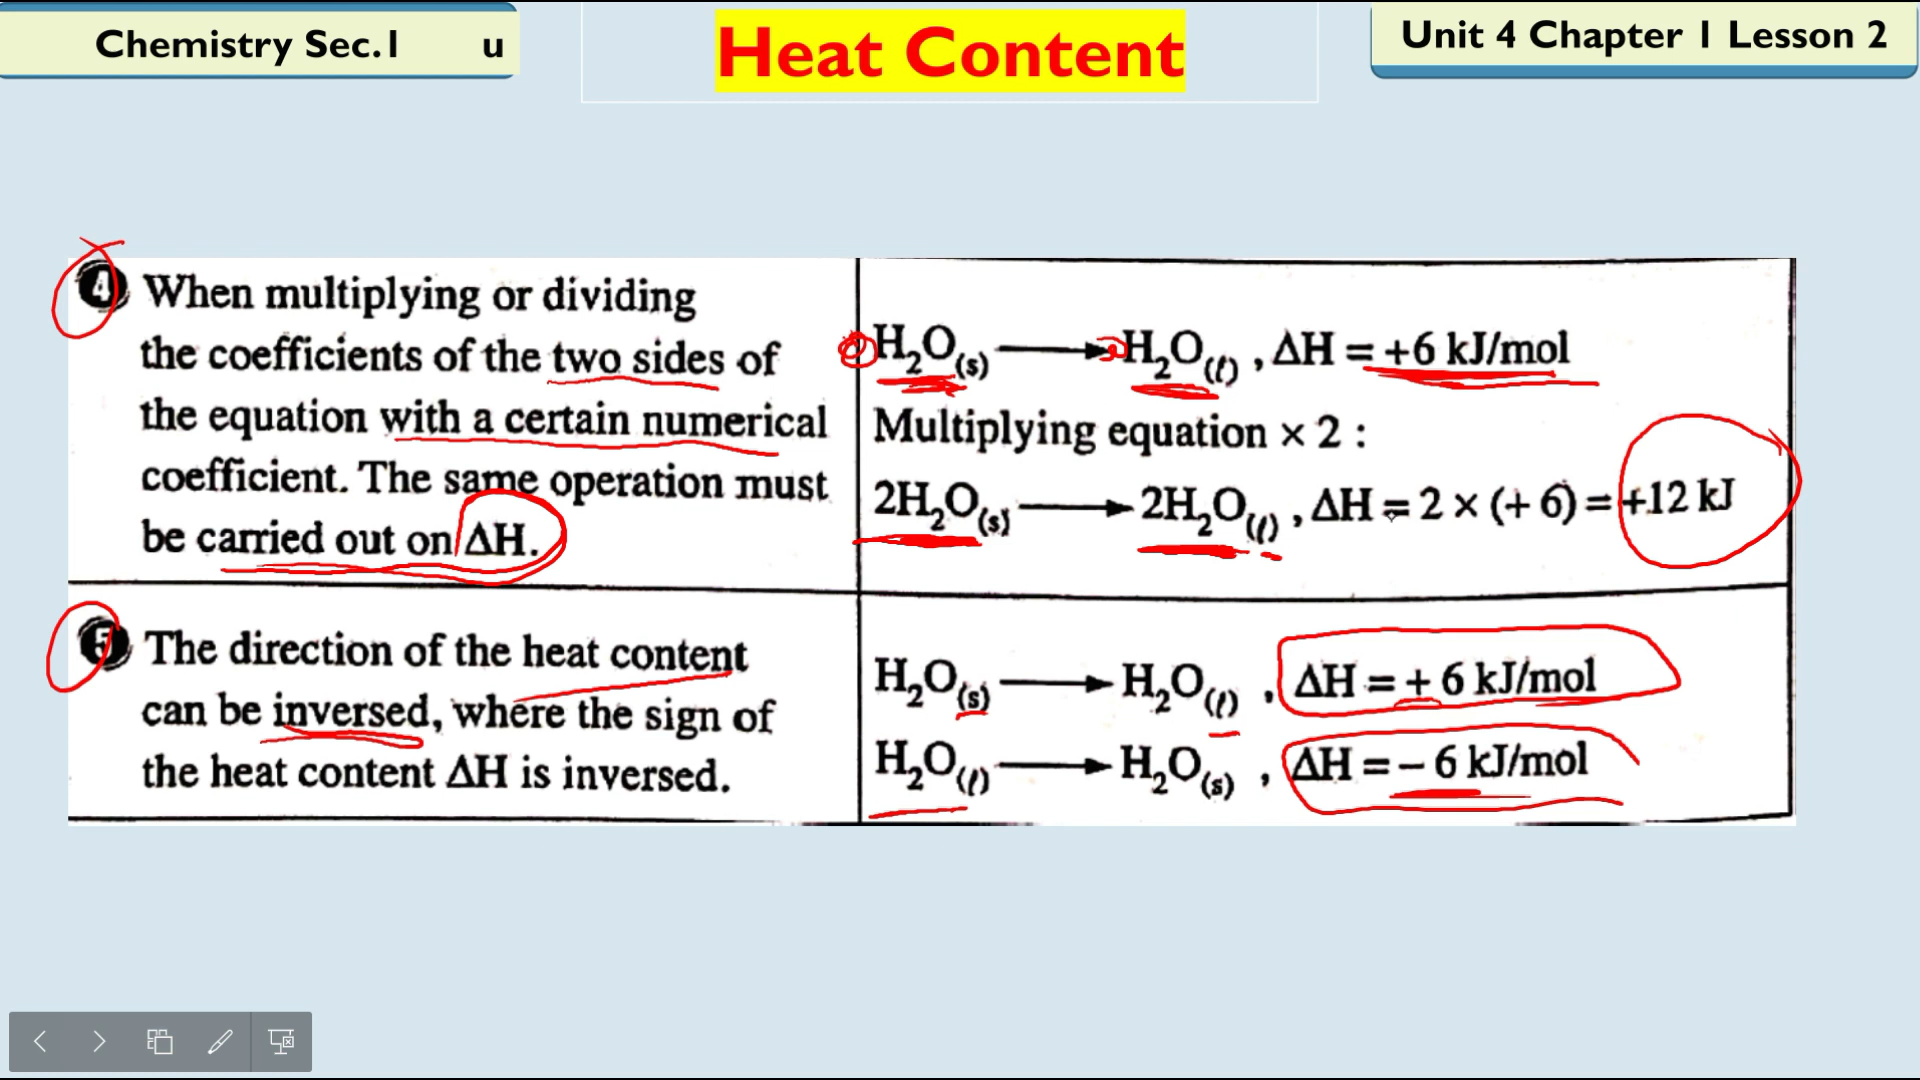 Chemistry Sec.1 u
Heat Content
Unit 4 Chapter 1 Lesson 2
4 When multiplying or dividing
the coefficients of the two sides of
the equation with a certain numerical
coefficient. The same operation must
be carried out on ΔH.
H₂O(s) ⟶ H₂O(ℓ) , ΔH = +6 kJ/mol
Multiplying equation × 2 :
2H₂O(s) ⟶ 2H₂O(ℓ) , ΔH = 2 × (+ 6) = +12 kJ
5 The direction of the heat content
can be inversed, where the sign of
the heat content ΔH is inversed.
H₂O(s) ⟶ H₂O(ℓ) , ΔH = + 6 kJ/mol
H₂O(ℓ) ⟶ H₂O(s) , ΔH = – 6 kJ/mol